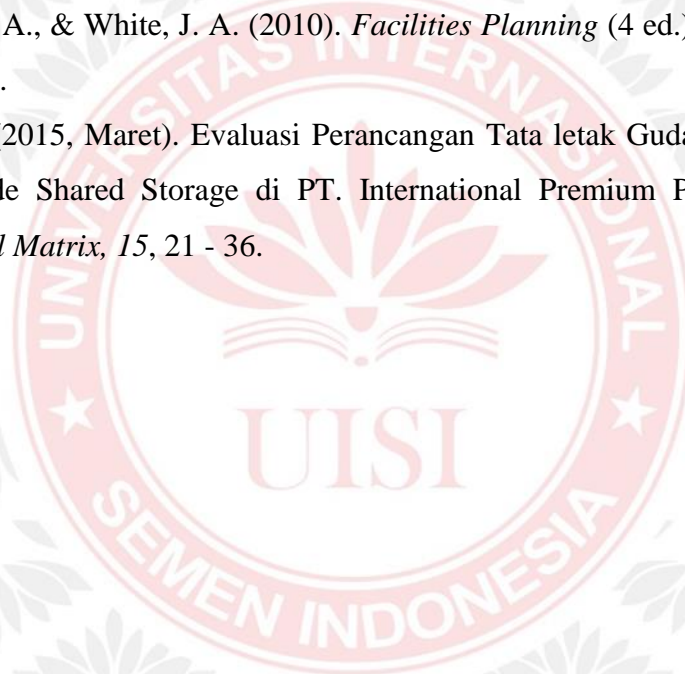 A., & White, J. A. (2010). Facilities Planning (4 ed.)
.
(2015, Maret). Evaluasi Perancangan Tata letak Guda
de Shared Storage di PT. International Premium P
l Matrix, 15, 21 - 36.
UNIVERSITAS INTERNASIONAL
UISI
SEMEN INDONESIA